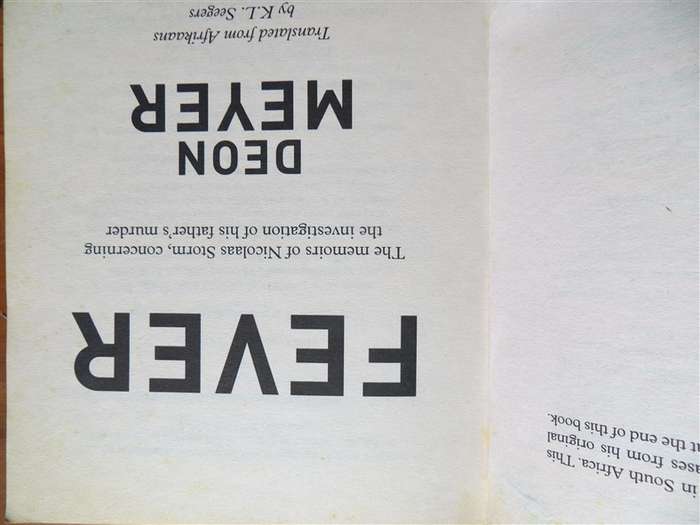 FEVER
The memoirs of Nicolaas Storm, concerning
the investigation of his father's murder
DEON
MEYER
Translated from Afrikaans
by K.L. Seegers
in South Africa. This
ases from his original
at the end of this book.